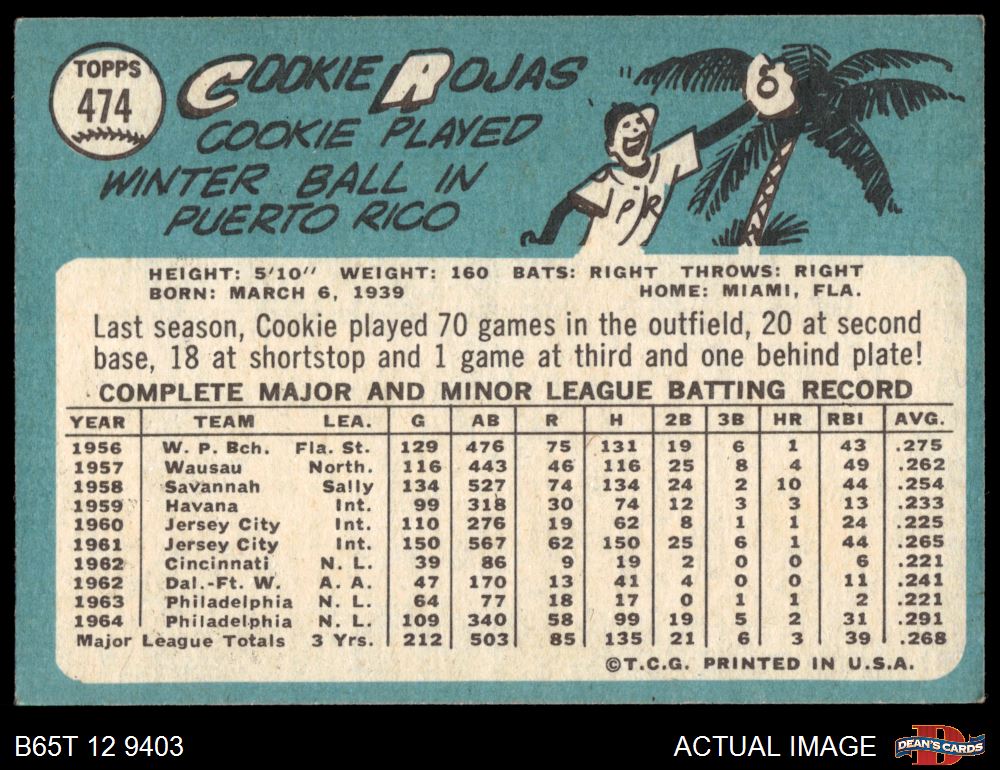 TOPPS
474
COOKIE ROJAS
COOKIE PLAYED
WINTER BALL IN
PUERTO RICO
PR
HEIGHT: 5'10" WEIGHT: 160 BATS: RIGHT THROWS: RIGHT
BORN: MARCH 6, 1939 HOME: MIAMI, FLA.
Last season, Cookie played 70 games in the outfield, 20 at second
base, 18 at shortstop and 1 game at third and one behind plate!
COMPLETE MAJOR AND MINOR LEAGUE BATTING RECORD
YEAR TEAM LEA. G AB R H 2B 3B HR RBI AVG.
1956 W. P. Bch. Fla. St. 129 476 75 131 19 6 1 43 .275
1957 Wausau North. 116 443 46 116 25 8 4 49 .262
1958 Savannah Sally 134 527 74 134 24 2 10 44 .254
1959 Havana Int. 99 318 30 74 12 3 3 13 .233
1960 Jersey City Int. 110 276 19 62 8 1 1 24 .225
1961 Jersey City Int. 150 567 62 150 25 6 1 44 .265
1962 Cincinnati N. L. 39 86 9 19 2 0 0 6 .221
1962 Dal.-Ft. W. A. A. 47 170 13 41 4 0 0 11 .241
1963 Philadelphia N. L. 64 77 18 17 0 1 1 2 .221
1964 Philadelphia N. L. 109 340 58 99 19 5 2 31 .291
Major League Totals 3 Yrs. 212 503 85 135 21 6 3 39 .268
©T.C.G. PRINTED IN U.S.A.
B65T 12 9403 ACTUAL IMAGE
D
DEAN'S CARDS